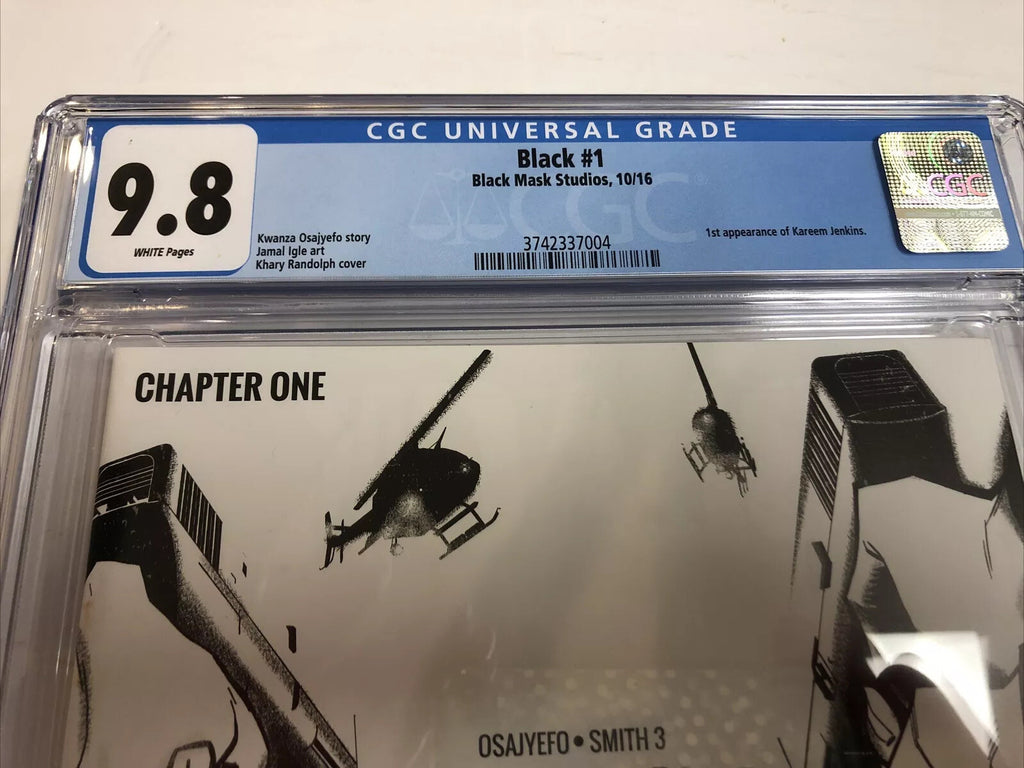 CGC UNIVERSAL GRADE
9.8
WHITE Pages
Black #1
Black Mask Studios, 10/16
Kwanza Osajyefo story
Jamal Igle art
Khary Randolph cover
3742337004
1st appearance of Kareem Jenkins.
CGC
CGC
CHAPTER ONE
OSAJYEFO • SMITH 3